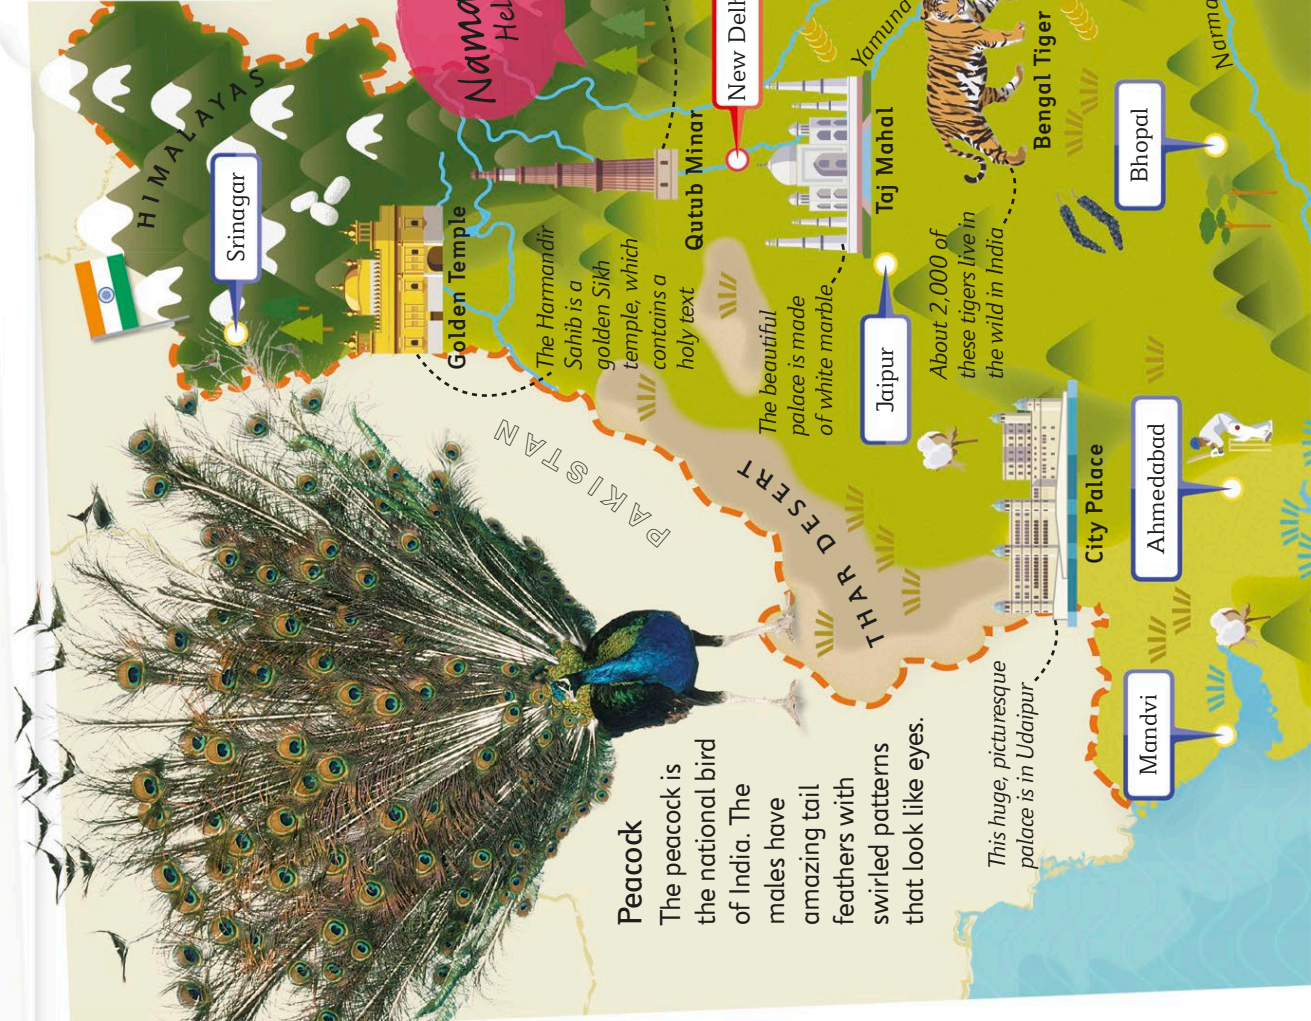 HIMALAYAS
Srinagar
Nama
Hel
Golden Temple
The Harmandir
Sahib is a
golden Sikh
temple, which
contains a
holy text
PAKISTAN
Qutub Minar
New Delh
Yamuna
Taj Mahal
The beautiful
palace is made
of white marble
THAR DESERT
Jaipur
Bengal Tiger
About 2,000 of
these tigers live in
the wild in India
Bhopal
Narma
City Palace
This huge, picturesque
palace is in Udaipur
Ahmedabad
Mandvi
Peacock
The peacock is
the national bird
of India. The
males have
amazing tail
feathers with
swirled patterns
that look like eyes.